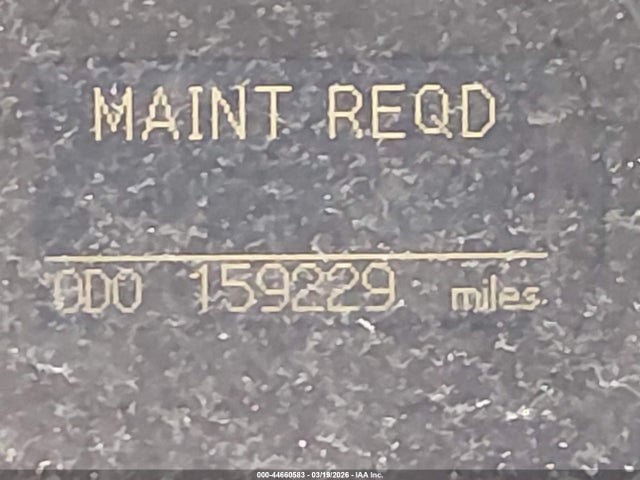 MAINT REQD
ODO 159229 miles
000-44660583 - 03/19/2026 - IAA Inc.